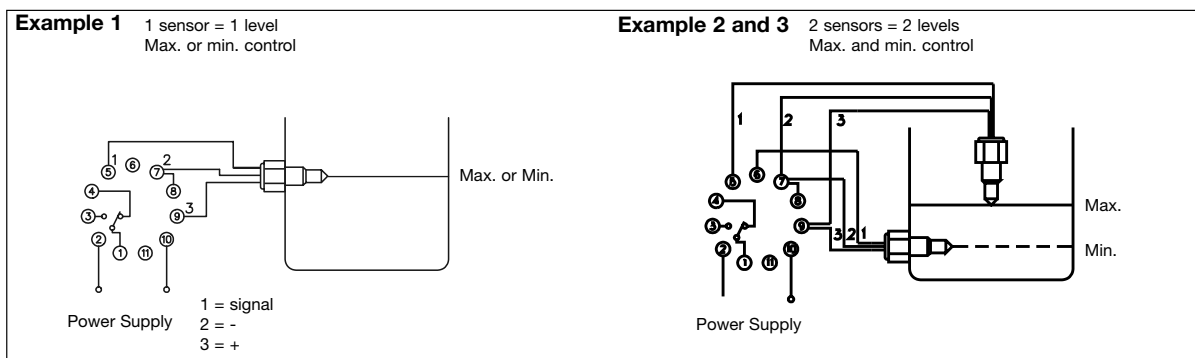 Example 1 1 sensor = 1 level
Max. or min. control
1
2
3
5
6
7
8
4
3
9
2
10
1
11
Max. or Min.
Power Supply
1 = signal
2 = -
3 = +
Example 2 and 3 2 sensors = 2 levels
Max. and min. control
1
2
3
5
6
7
8
4
3
9
2
3 2 1
10
1
11
Max.
Min.
Power Supply